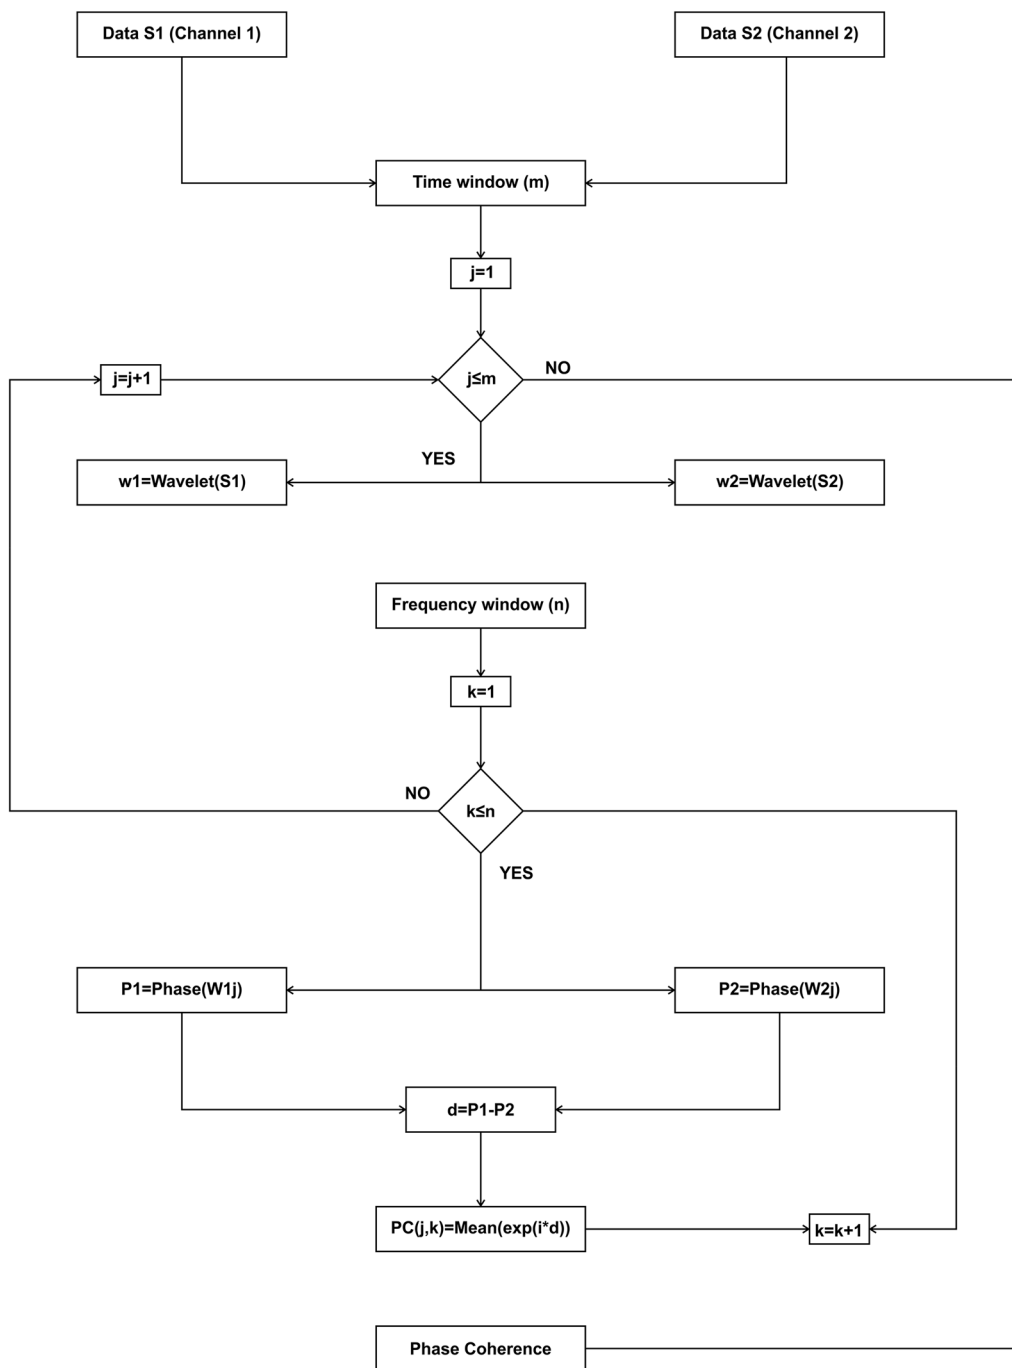 Data S1 (Channel 1)
Data S2 (Channel 2)
Time window (m)
j=1
j=j+1
j≤m
NO
YES
w1=Wavelet(S1)
w2=Wavelet(S2)
Frequency window (n)
k=1
NO
k≤n
YES
P1=Phase(W1j)
P2=Phase(W2j)
d=P1-P2
PC(j,k)=Mean(exp(i*d))
k=k+1
Phase Coherence